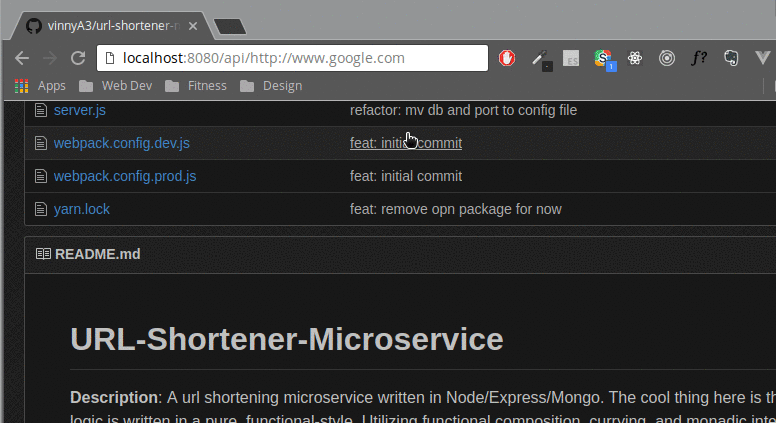 vinnyA3/url-shortener-
localhost:8080/api/http://www.google.com
ES
1
f?
Apps Web Dev Fitness Design
server.js refactor: mv db and port to config file
webpack.config.dev.js feat: initial commit
webpack.config.prod.js feat: initial commit
yarn.lock feat: remove opn package for now
README.md
URL-Shortener-Microservice
Description: A url shortening microservice written in Node/Express/Mongo. The cool thing here is
logic is written in a pure, functional-style. Utilizing functional composition, currying, and monadic